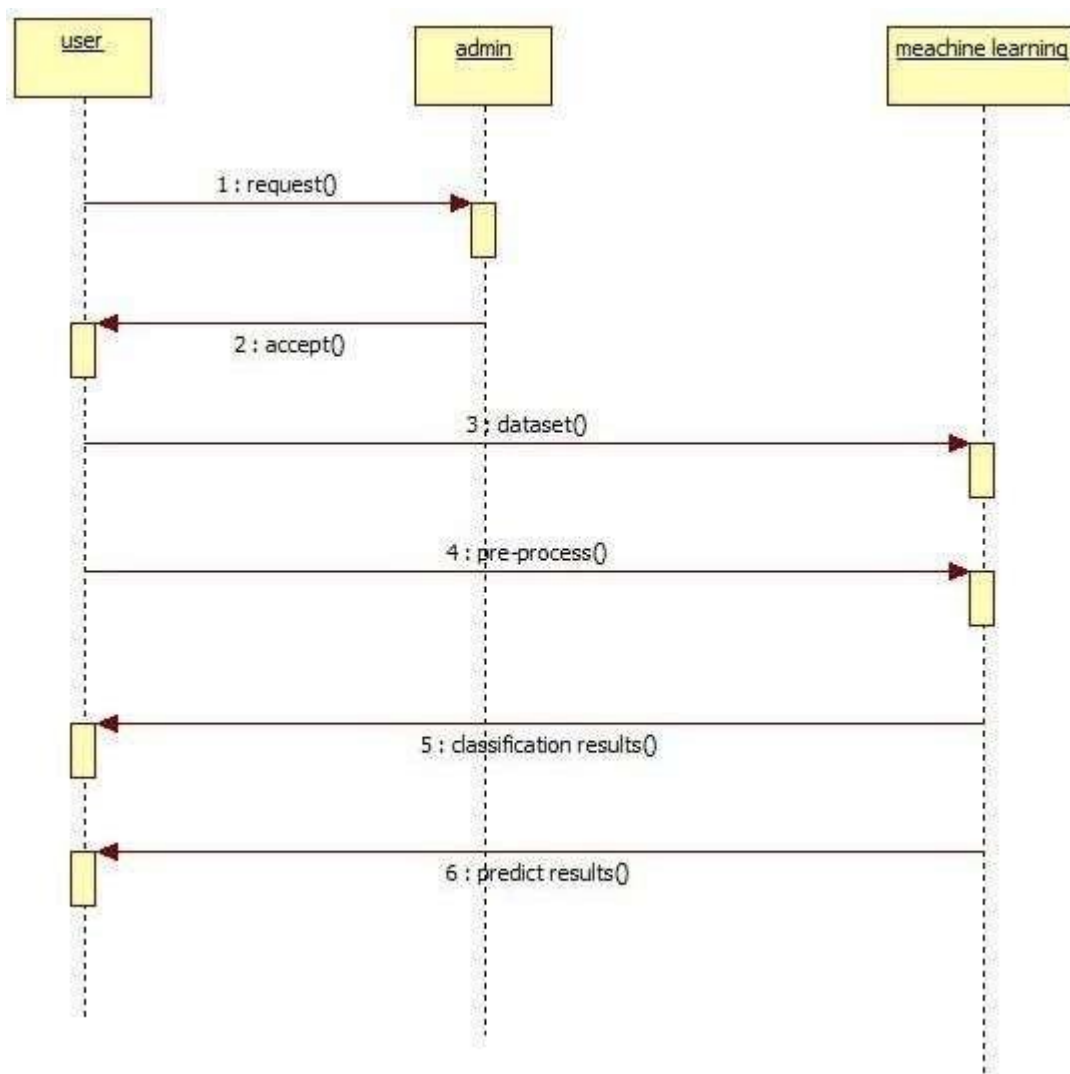 user
admin
meachine learning
1 : request()
2 : accept()
3 : dataset()
4 : pre-process()
5 : classification results()
6 : predict results()